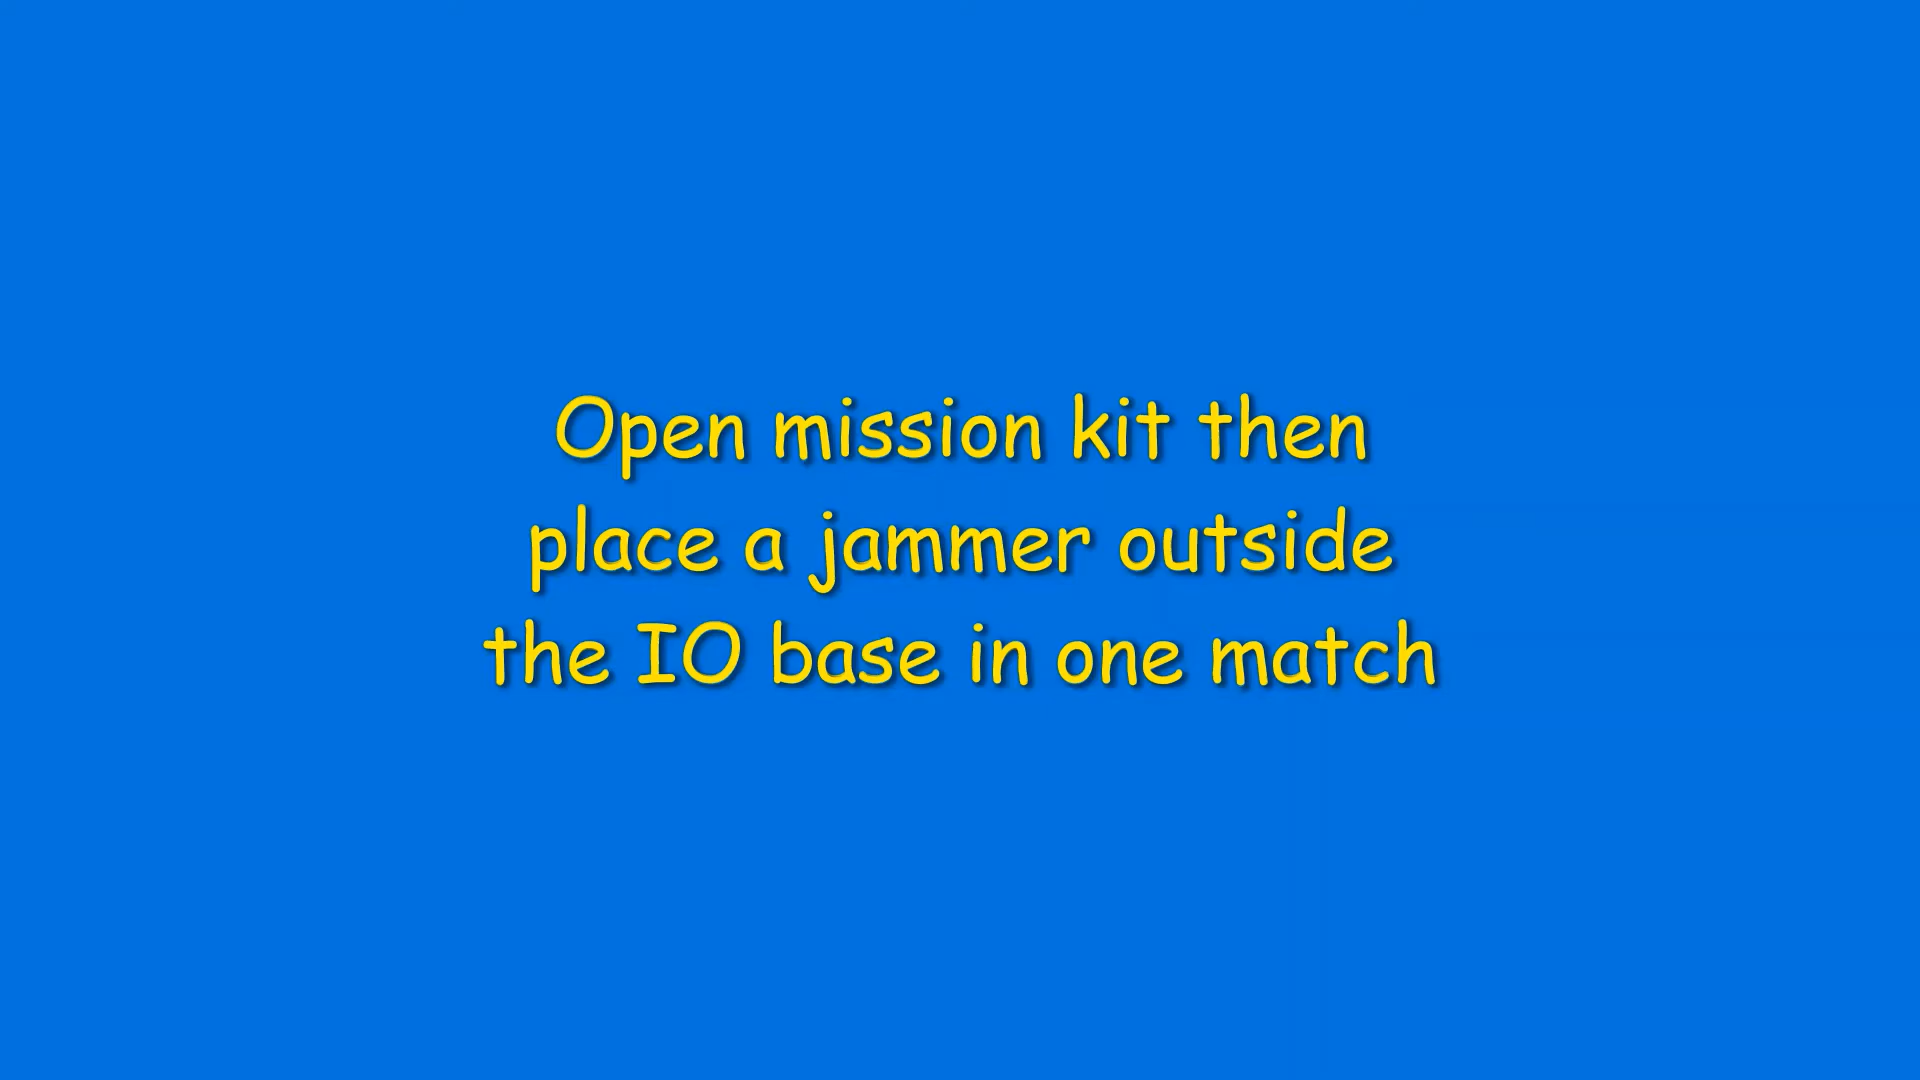 Open mission kit then
place a jammer outside
the IO base in one match